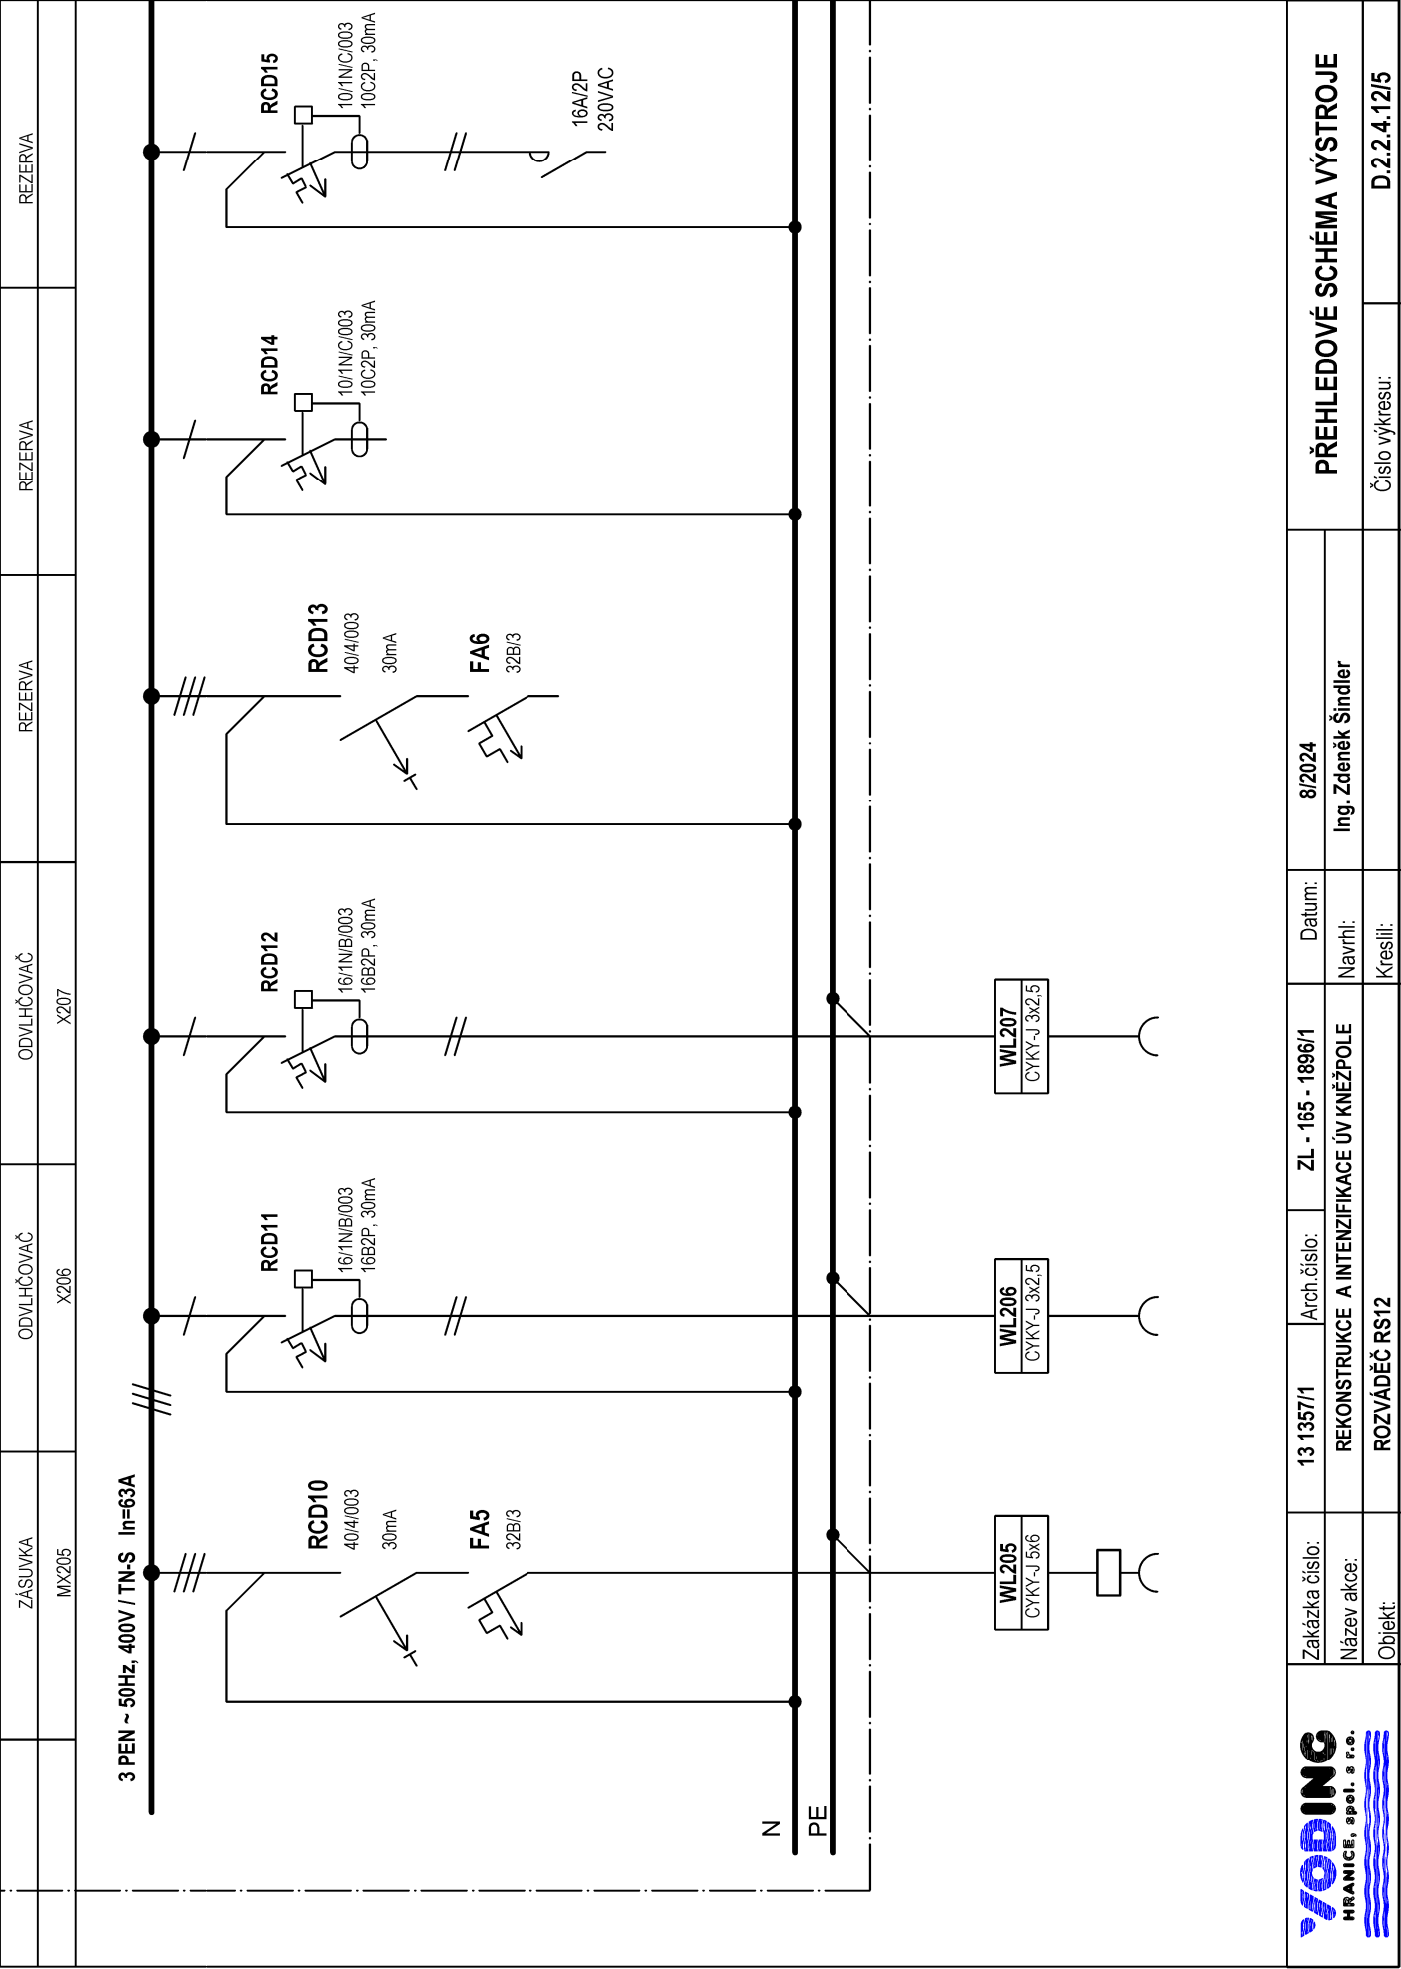 ZÁSUVKA
MX205
ODVLHČOVAČ
X206
ODVLHČOVAČ
X207
REZERVA
REZERVA
REZERVA
3 PEN ~ 50Hz, 400V / TN-S In=63A
RCD10
40/4/003
30mA
FA5
32B/3
RCD11
16/1N/B/003
16B2P, 30mA
RCD12
16/1N/B/003
16B2P, 30mA
RCD13
40/4/003
30mA
FA6
32B/3
RCD14
10/1N/C/003
10C2P, 30mA
RCD15
10/1N/C/003
10C2P, 30mA
16A/2P
230VAC
N
PE
WL205
CYKY-J 5x6
WL206
CYKY-J 3x2,5
WL207
CYKY-J 3x2,5
VODING
HRANICE, spol. s r.o.
Zakázka číslo: 13 1357/1 Arch.číslo: ZL - 165 - 1896/1 Datum: 8/2024
Název akce: REKONSTRUKCE A INTENZIFIKACE ÚV KNĚŽPOLE Navrhl: Ing. Zdeněk Šindler
Objekt: ROZVÁDĚČ RS12 Kreslil:
PŘEHLEDOVÉ SCHÉMA VÝSTROJE
Číslo výkresu: D.2.2.4.12/5